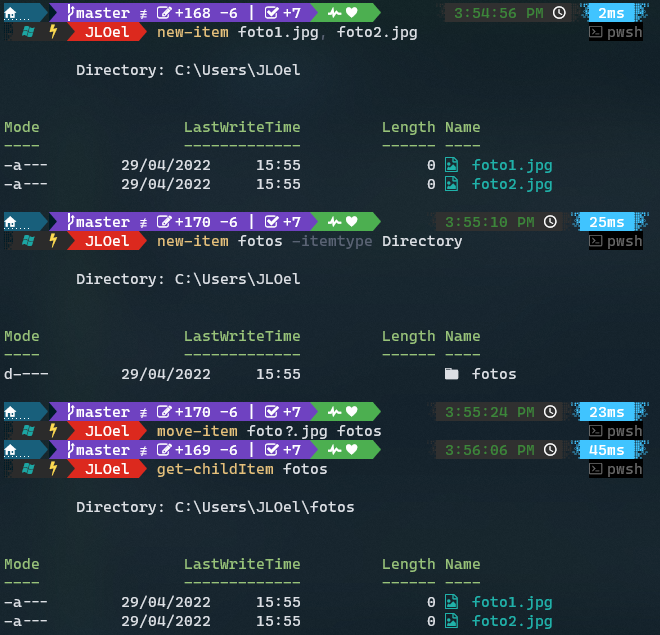 master ≢ +168 -6 | +7 3:54:56 PM 2ms
JLOel new-item foto1.jpg, foto2.jpg pwsh
Directory: C:\Users\JLOel
Mode LastWriteTime Length Name
---- ------------- ------ ----
-a--- 29/04/2022 15:55 0 foto1.jpg
-a--- 29/04/2022 15:55 0 foto2.jpg
master ≢ +170 -6 | +7 3:55:10 PM 25ms
JLOel new-item fotos -itemtype Directory pwsh
Directory: C:\Users\JLOel
Mode LastWriteTime Length Name
---- ------------- ------ ----
d---- 29/04/2022 15:55 fotos
master ≢ +170 -6 | +7 3:55:24 PM 23ms
JLOel move-item foto?.jpg fotos pwsh
master ≢ +169 -6 | +7 3:56:06 PM 45ms
JLOel get-childItem fotos pwsh
Directory: C:\Users\JLOel\fotos
Mode LastWriteTime Length Name
---- ------------- ------ ----
-a--- 29/04/2022 15:55 0 foto1.jpg
-a--- 29/04/2022 15:55 0 foto2.jpg